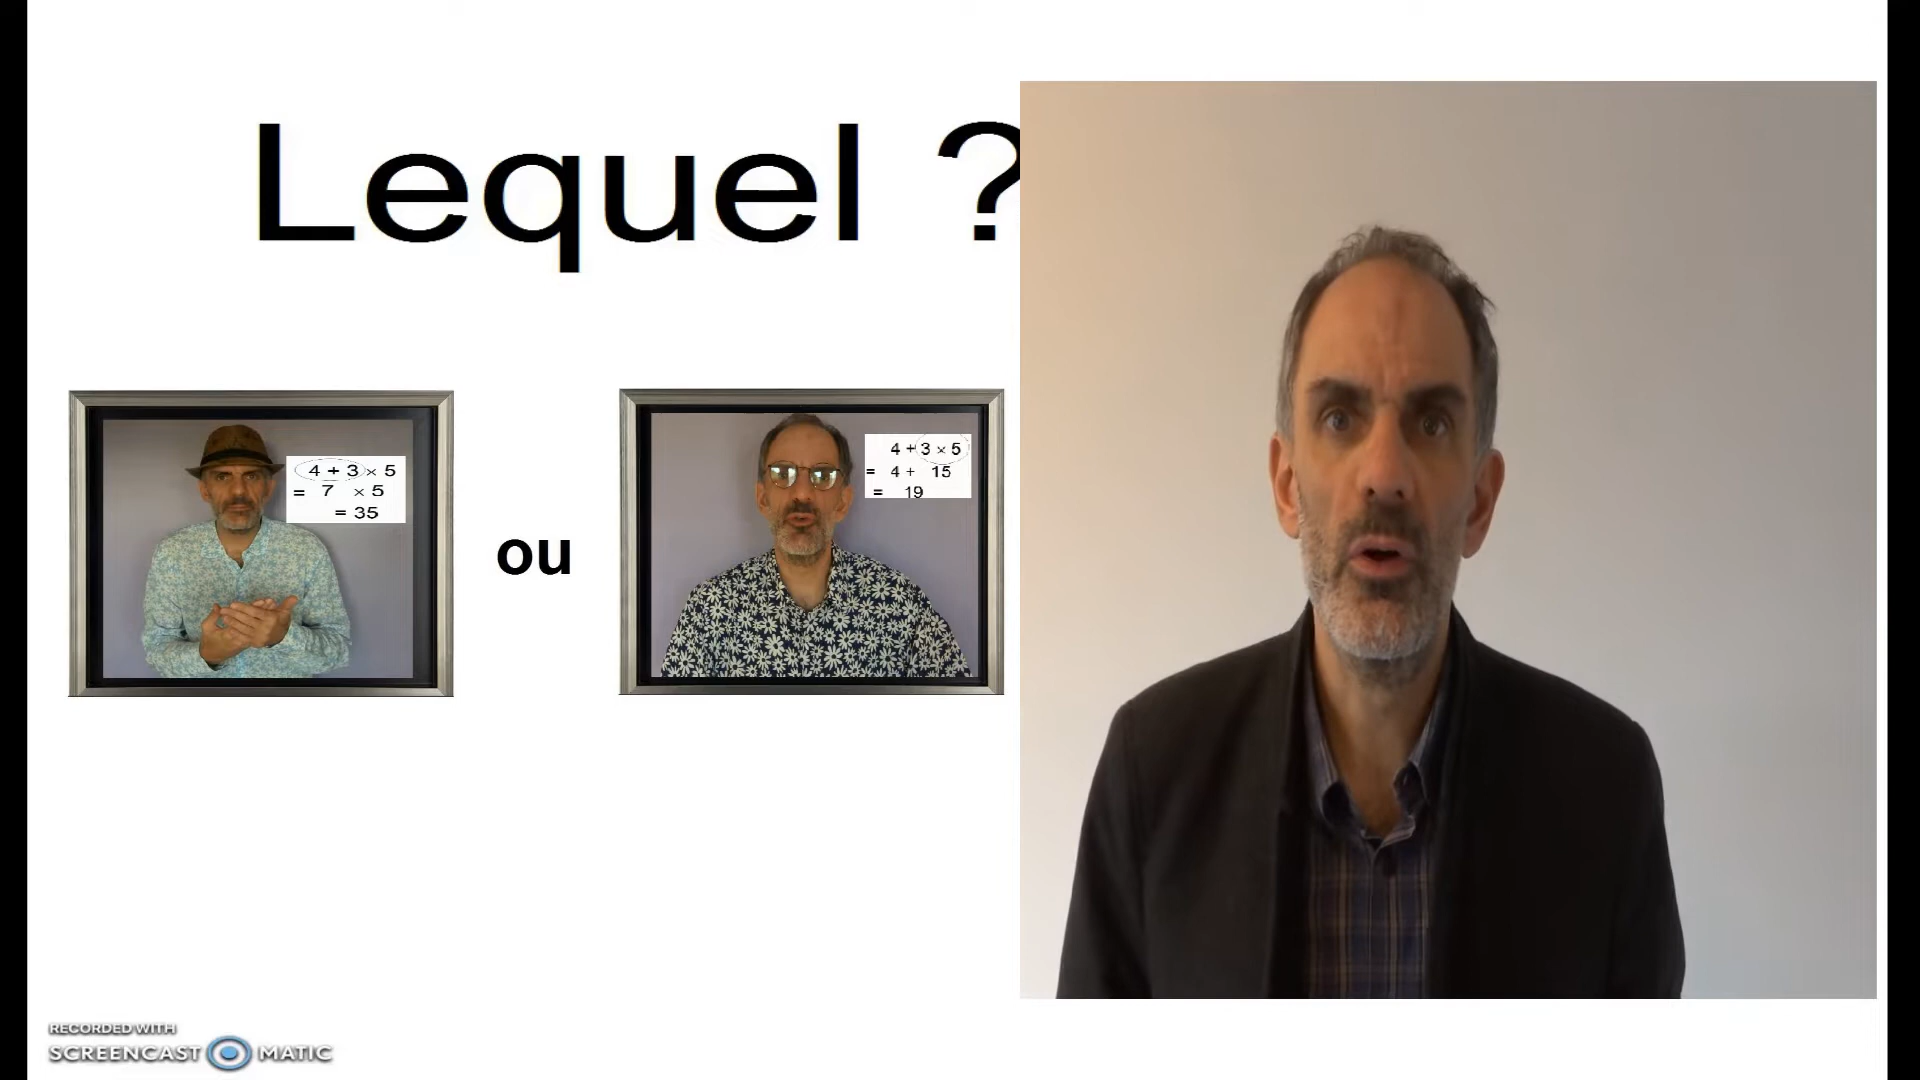 Lequel ?
4 + 3 × 5
= 7 × 5
= 35
ou
4 + 3 × 5
= 4 + 15
= 19
RECORDED WITH
SCREENCAST MATIC